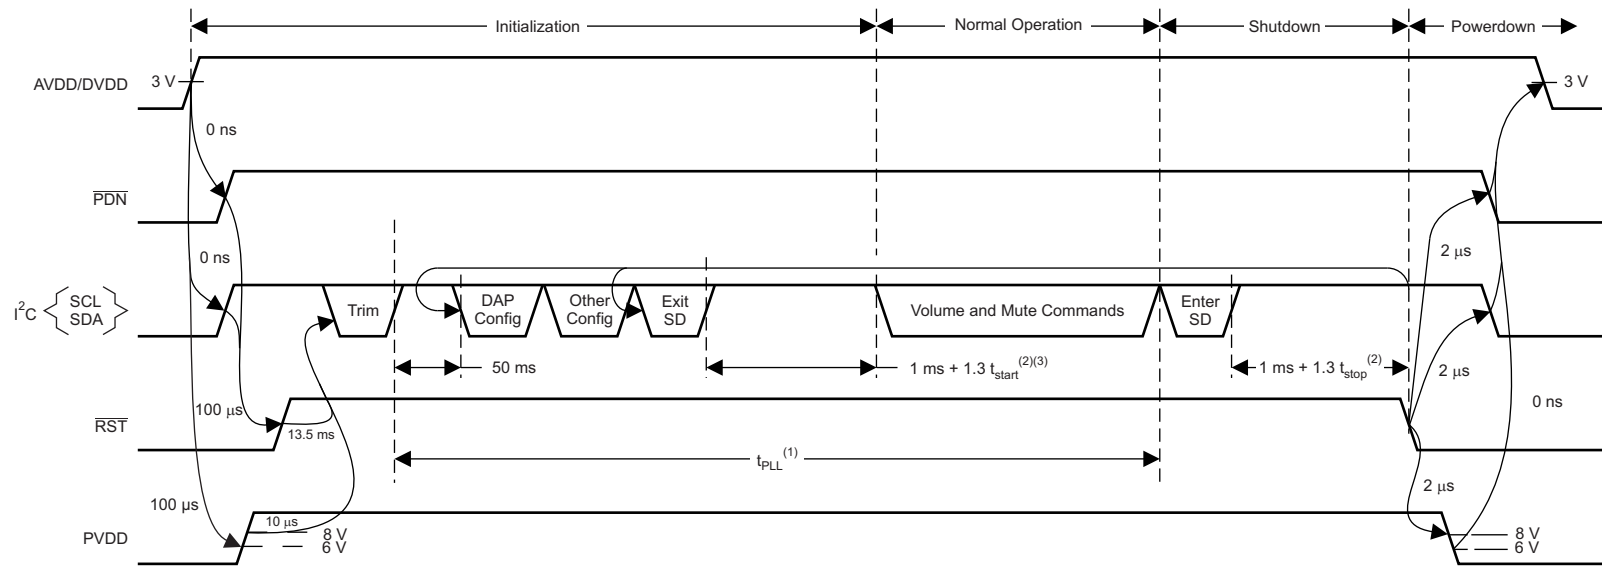 Initialization
Normal Operation
Shutdown
Powerdown
AVDD/DVDD
3 V
3 V
0 ns
PDN
0 ns
2 μs
I²C
SCL
SDA
Trim
DAP
Config
Other
Config
Exit
SD
Volume and Mute Commands
Enter
SD
50 ms
1 ms + 1.3 tstart(2)(3)
1 ms + 1.3 tstop(2)
2 μs
0 ns
100 μs
RST
13.5 ms
tPLL(1)
2 μs
100 μs
10 μs
PVDD
8 V
6 V
8 V
6 V